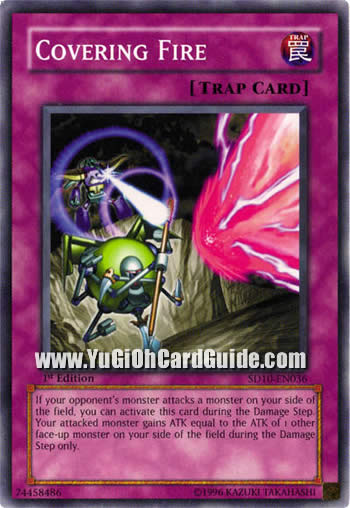 COVERING FIRE
TRAP
罠
[TRAP CARD]
www.YuGiOhCardGuide.com
1st Edition
SD10-EN036
If your opponent's monster attacks a monster on your side of
the field, you can activate this card during the Damage Step.
Your attacked monster gains ATK equal to the ATK of 1 other
face-up monster on your side of the field during the Damage
Step only.
24458486
©1996 KAZUKI TAKAHASHI